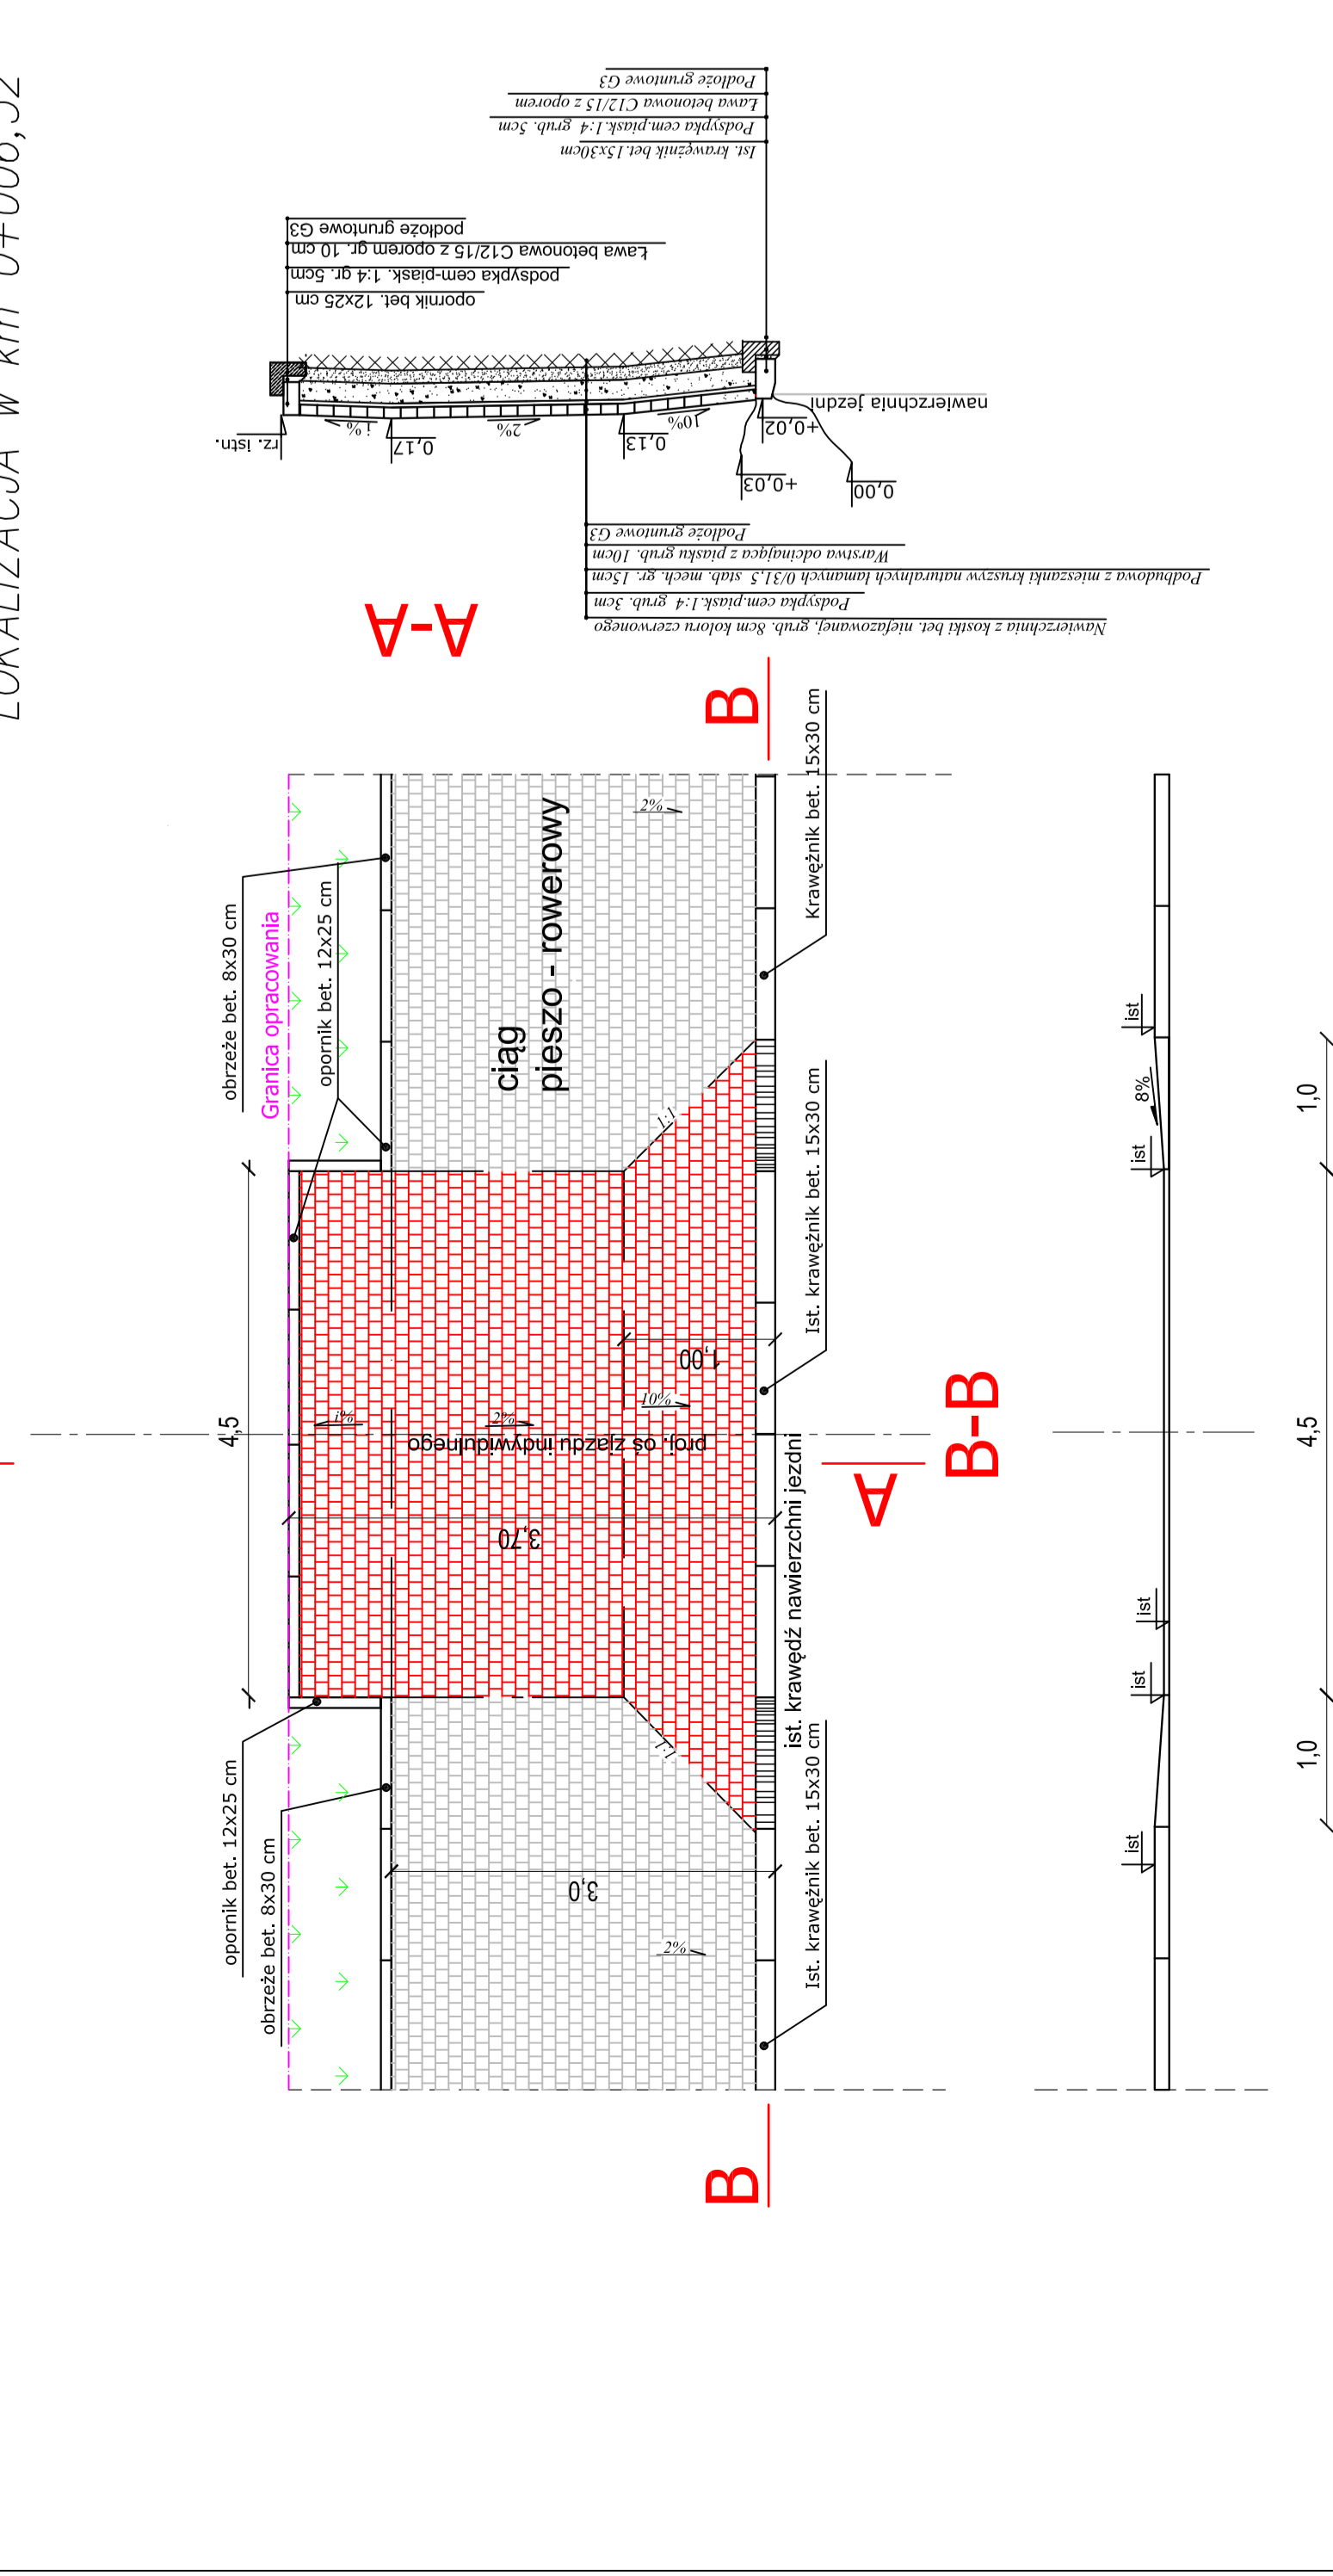 LOKALIZACJA W km 0+006,52
Podłoże gruntowe G3
Ława betonowa C12/15 z oporem
Podsypka cem.piask.1:4 grub. 5cm
Ist. krawężnik bet.15x30cm
podłoże gruntowe G3
Ława betonowa C12/15 z oporem gr. 10 cm
podsypka cem-piask. 1:4 gr. 5cm
opornik bet. 12x25 cm
nawierzchnia jezdni
rz. istn.
i%
0,17
2%
0,13
10%
+0,02
+0,03
0,00
Podłoże gruntowe G3
Warstwa odcinająca z piasku grub. 10cm
Podbudowa z mieszanki kruszyw naturalnych łamanych 0/31,5 stab. mech. gr. 15cm
Podsypka cem.piask.1:4 grub. 3cm
Nawierzchnia z kostki bet. niefazowanej, grub. 8cm koloru czerwonego
A-A
B
obrzeże bet. 8x30 cm
Granica opracowania
opornik bet. 12x25 cm
ciąg
pieszo - rowerowy
2%
Krawężnik bet. 15x30 cm
1:1
Ist. krawężnik bet. 15x30 cm
4,5
i%
2%
10%
1,00
proj. oś zjazdu indywidulnego
3,70
ist. krawędź nawierzchni jezdni
A
B-B
opornik bet. 12x25 cm
obrzeże bet. 8x30 cm
1:1
3,0
2%
Ist. krawężnik bet. 15x30 cm
B
ist
8%
ist
ist
ist
ist
1,0
4,5
1,0